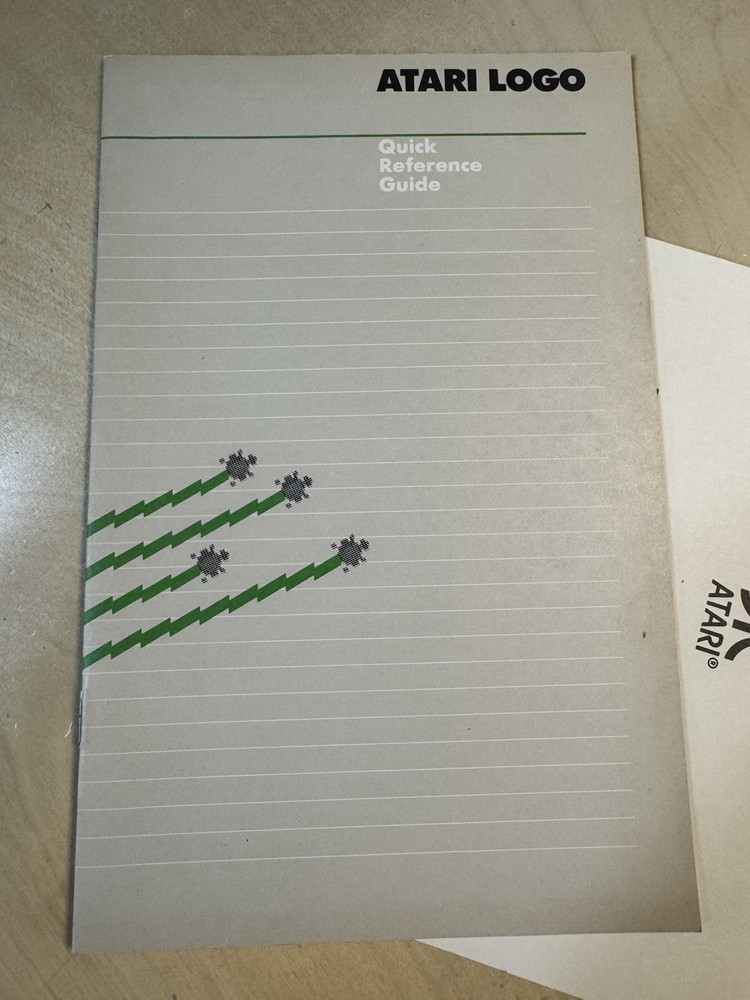 ATARI LOGO
Quick
Reference
Guide
ATARI®